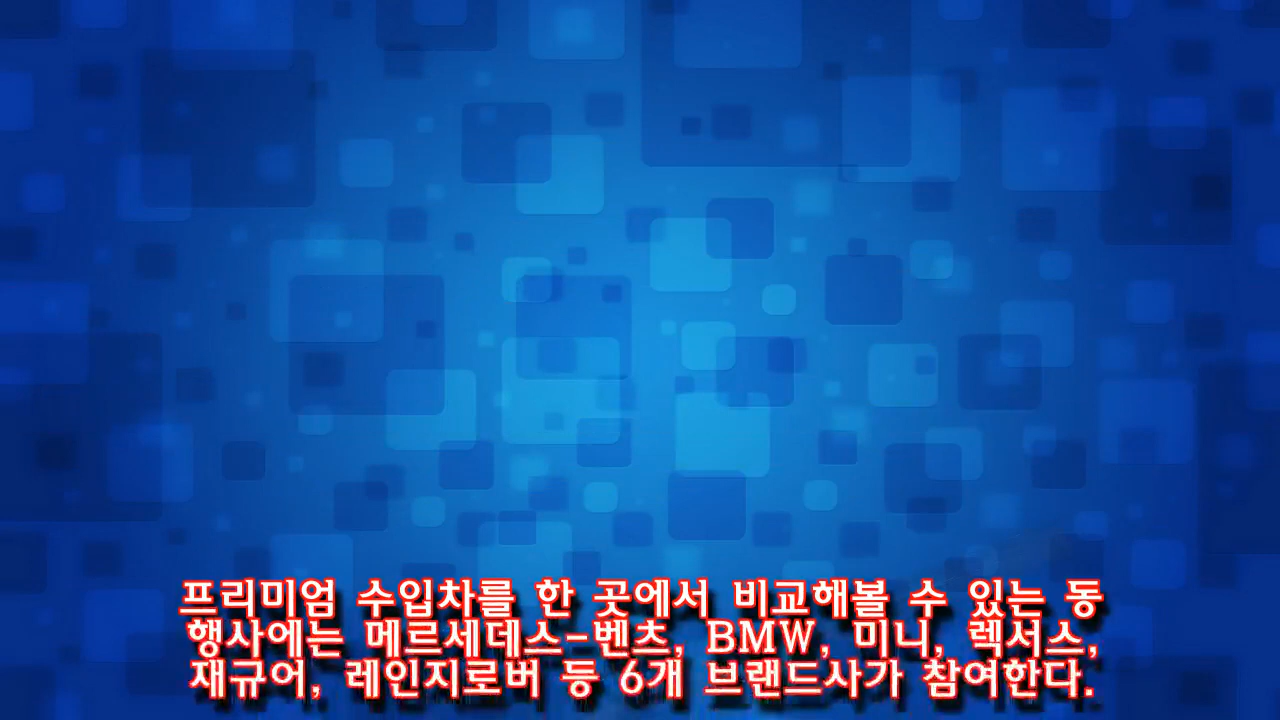 프리미엄 수입차를 한 곳에서 비교해볼 수 있는 동
행사에는 메르세데스-벤츠, BMW, 미니, 렉서스,
재규어, 레인지로버 등 6개 브랜드사가 참여한다.